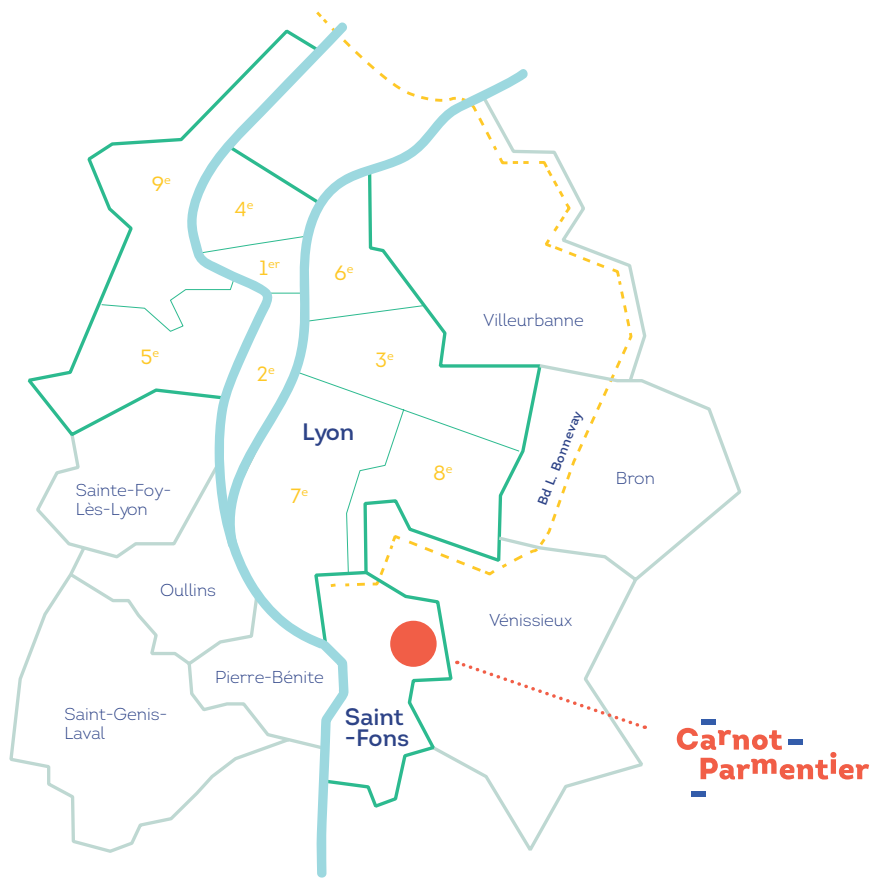 9e
4e
1er
6e
Villeurbanne
5e
3e
2e
Lyon
8e
Bd L. Bonnevay
Bron
7e
Sainte-Foy-
Lès-Lyon
Oullins
Vénissieux
Pierre-Bénite
Saint-Genis-
Laval
Saint
-Fons
Carnot
Parmentier